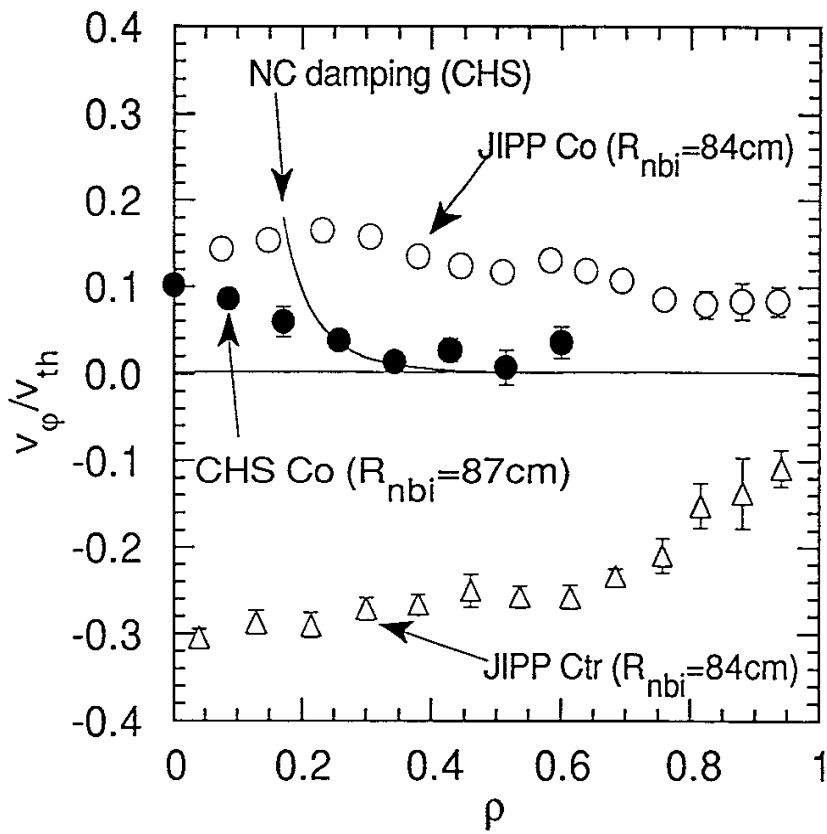 0.4
NC damping (CHS)
0.3
JIPP Co (R_nbi=84cm)
0.2
0.1
0.0
v_φ/v_th
-0.1
CHS Co (R_nbi=87cm)
-0.2
-0.3
JIPP Ctr (R_nbi=84cm)
-0.4
0 0.2 0.4 0.6 0.8 1
ρ